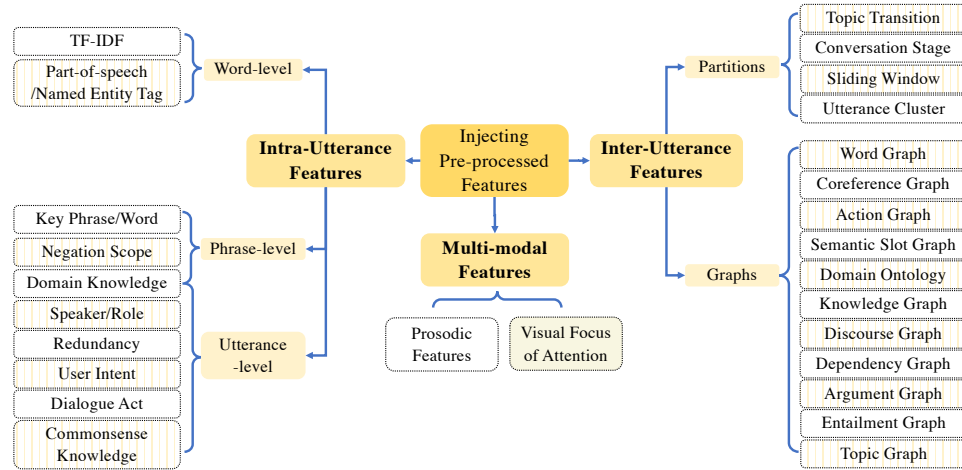 TF-IDF
Part-of-speech
/Named Entity Tag
Word-level
Intra-Utterance
Features
Key Phrase/Word
Negation Scope
Domain Knowledge
Speaker/Role
Redundancy
User Intent
Dialogue Act
Commonsense
Knowledge
Phrase-level
Utterance
-level
Injecting
Pre-processed
Features
Multi-modal
Features
Prosodic
Features
Visual Focus
of Attention
Inter-Utterance
Features
Partitions
Topic Transition
Conversation Stage
Sliding Window
Utterance Cluster
Graphs
Word Graph
Coreference Graph
Action Graph
Semantic Slot Graph
Domain Ontology
Knowledge Graph
Discourse Graph
Dependency Graph
Argument Graph
Entailment Graph
Topic Graph